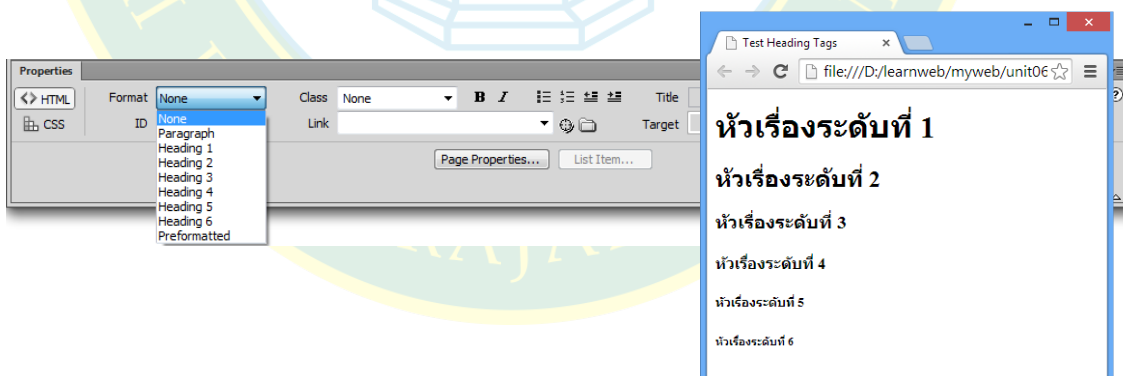 Properties
HTML Format None Class None B I Title
CSS ID Link Target
None
Paragraph
Heading 1
Heading 2
Heading 3
Heading 4
Heading 5
Heading 6
Preformatted
Page Properties... List Item...
Test Heading Tags
file:///D:/learnweb/myweb/unit06
หัวเรื่องระดับที่ 1
หัวเรื่องระดับที่ 2
หัวเรื่องระดับที่ 3
หัวเรื่องระดับที่ 4
หัวเรื่องระดับที่ 5
หัวเรื่องระดับที่ 6
RAJA